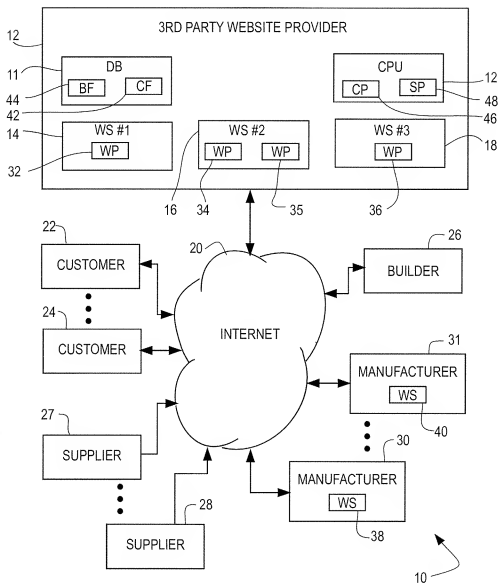 12
3RD PARTY WEBSITE PROVIDER
11
DB
CPU
12
44
BF
CF
CP
SP
48
42
46
14
WS #1
WS #2
WS #3
WP
WP
WP
WP
18
32
16
34
35
36
22
20
26
CUSTOMER
BUILDER
24
INTERNET
CUSTOMER
31
MANUFACTURER
27
WS
40
SUPPLIER
30
MANUFACTURER
28
WS
SUPPLIER
38
10